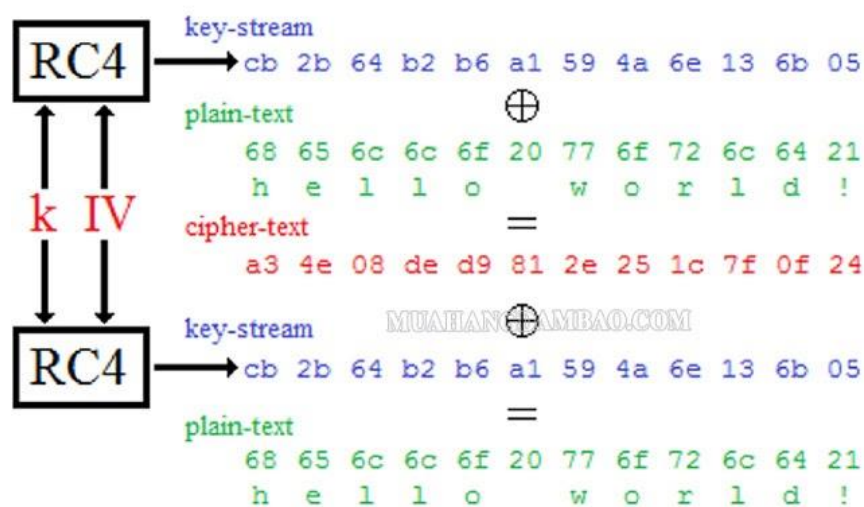 key-stream
RC4 cb 2b 64 b2 b6 a1 59 4a 6e 13 6b 05
⊕
plain-text
68 65 6c 6c 6f 20 77 6f 72 6c 64 21
h e l l o w o r l d !
k IV
cipher-text =
a3 4e 08 de d9 81 2e 25 1c 7f 0f 24
MUAHANG⊕AMBAO.COM
key-stream
RC4 cb 2b 64 b2 b6 a1 59 4a 6e 13 6b 05
=
plain-text
68 65 6c 6c 6f 20 77 6f 72 6c 64 21
h e l l o w o r l d !